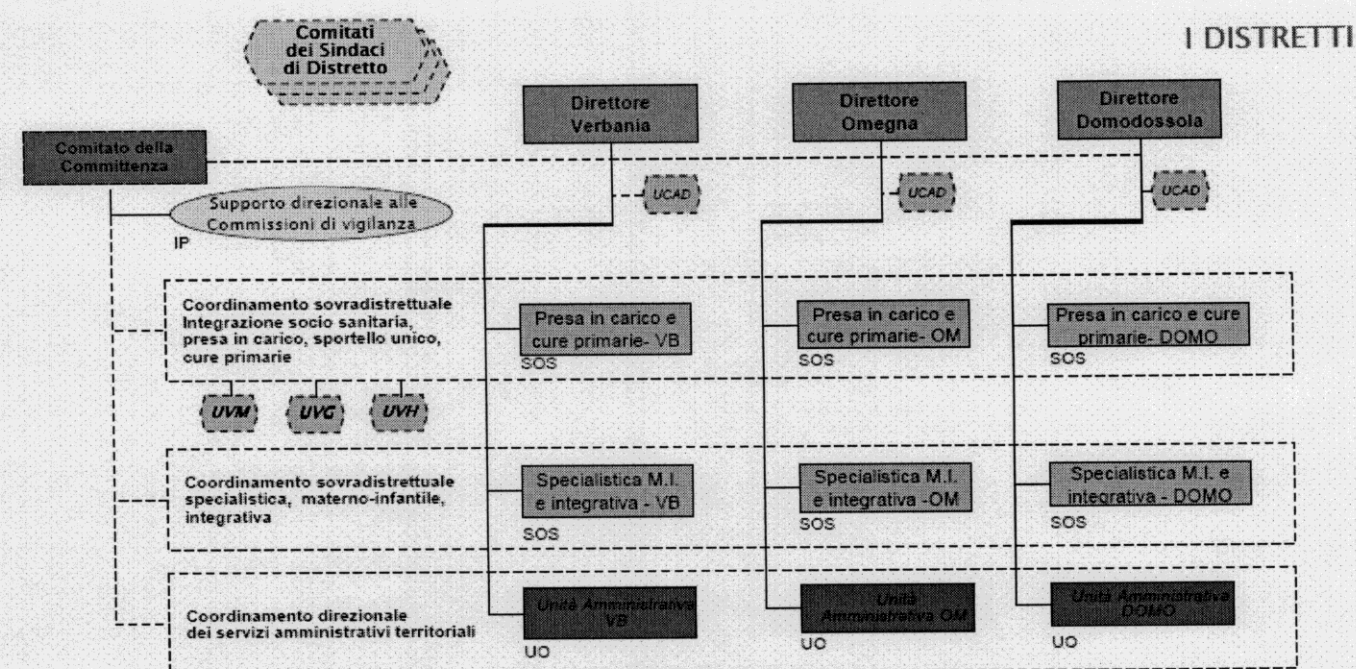 I DISTRETTI
Comitati
dei Sindaci
di Distretto
Direttore
Verbania
Direttore
Omegna
Direttore
Domodossola
Comitato della
Committenza
UCAD
UCAD
UCAD
Supporto direzionale alle
Commissioni di vigilanza
IP
Coordinamento sovradistrettuale
Integrazione socio sanitaria,
presa in carico, sportello unico,
cure primarie
Presa in carico e
cure primarie- VB
SOS
Presa in carico e
cure primarie- OM
SOS
Presa in carico e cure
primarie- DOMO
SOS
UVM
UVG
UVH
Coordinamento sovradistrettuale
specialistica, materno-infantile,
integrativa
Specialistica M.I.
e integrativa - VB
SOS
Specialistica M.I.
e integrativa -OM
SOS
Specialistica M.I. e
integrativa - DOMO
SOS
Coordinamento direzionale
dei servizi amministrativi territoriali
Unità Amministrativa
VB
UO
Unità
Amministrativa OM
UO
Unità Amministrativa
DOMO
UO